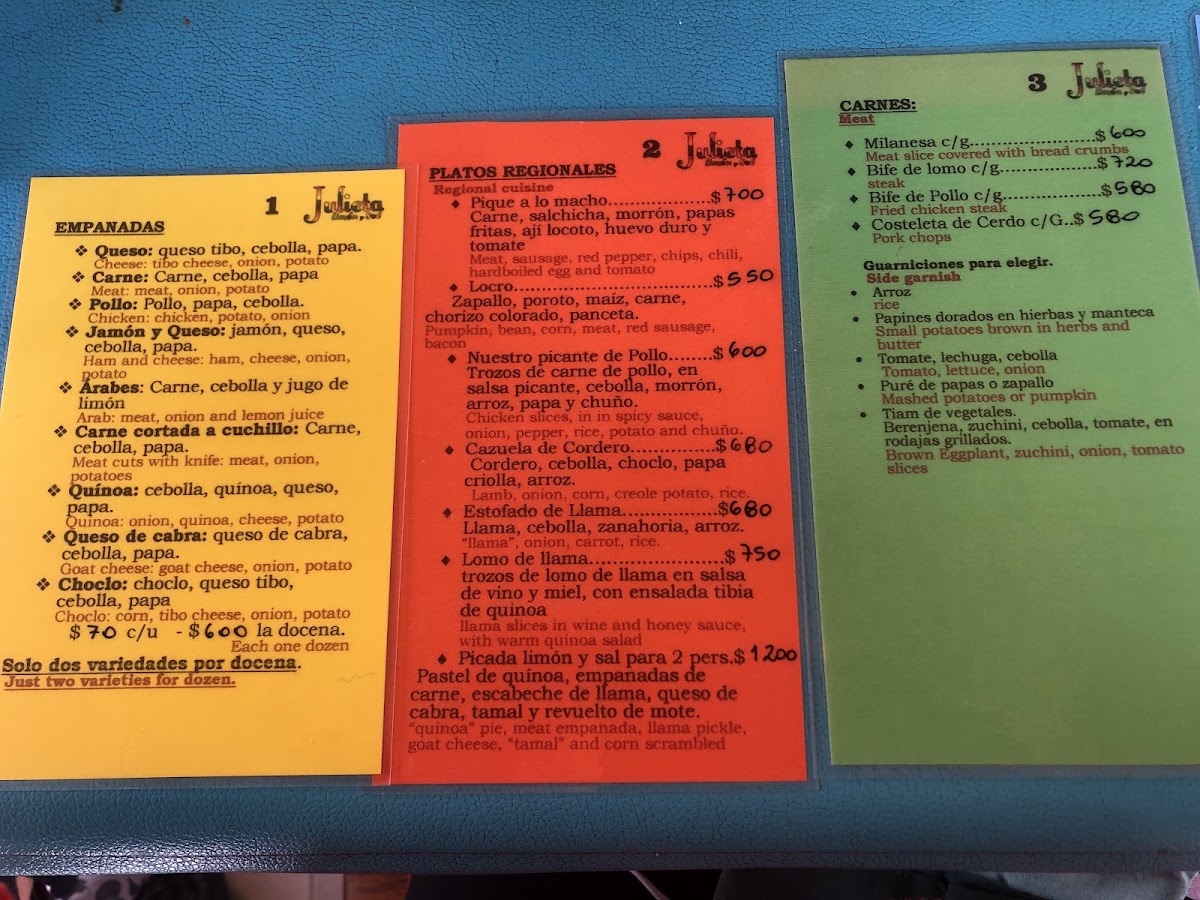 1 Julieta
EMPANADAS
❖ Queso: queso tibo, cebolla, papa.
Cheese: tibo cheese, onion, potato
❖ Carne: Carne, cebolla, papa
Meat: meat, onion, potato
❖ Pollo: Pollo, papa, cebolla.
Chicken: chicken, potato, onion
❖ Jamón y Queso: jamón, queso,
cebolla, papa.
Ham and cheese: ham, cheese, onion,
potato
❖ Árabes: Carne, cebolla y jugo de
limón
Arab: meat, onion and lemon juice
❖ Carne cortada a cuchillo: Carne,
cebolla, papa.
Meat cuts with knife: meat, onion,
potatoes
❖ Quínoa: cebolla, quínoa, queso,
papa.
Quinoa: onion, quinoa, cheese, potato
❖ Queso de cabra: queso de cabra,
cebolla, papa.
Goat cheese: goat cheese, onion, potato
❖ Choclo: choclo, queso tibo,
cebolla, papa
Choclo: corn, tibo cheese, onion, potato
$ 70 c/u - $600 la docena.
Each one dozen
Solo dos variedades por docena.
Just two varieties for dozen.
2 Julieta
PLATOS REGIONALES
Regional cuisine
♦ Pique a lo macho....................$ 700
Carne, salchicha, morrón, papas
fritas, ají locoto, huevo duro y
tomate
Meat, sausage, red pepper, chips, chili,
hardboiled egg and tomato
♦ Locro..............................$ 550
Zapallo, poroto, maíz, carne,
chorizo colorado, panceta.
Pumpkin, bean, corn, meat, red sausage,
bacon
♦ Nuestro picante de Pollo........$ 600
Trozos de carne de pollo, en
salsa picante, cebolla, morrón,
arroz, papa y chuño.
Chicken slices, in in spicy sauce,
onion, pepper, rice, potato and chuño.
♦ Cazuela de Cordero...............$680
Cordero, cebolla, choclo, papa
criolla, arroz.
Lamb, onion, corn, creole potato, rice.
♦ Estofado de Llama.................$680
Llama, cebolla, zanahoria, arroz.
"llama", onion, carrot, rice.
♦ Lomo de llama........................$ 750
trozos de lomo de llama en salsa
de vino y miel, con ensalada tibia
de quinoa
llama slices in wine and honey sauce,
with warm quinoa salad
♦ Picada limón y sal para 2 pers.$ 1200
Pastel de quínoa, empanadas de
carne, escabeche de llama, queso de
cabra, tamal y revuelto de mote.
"quinoa" pie, meat empanada, llama pickle,
goat cheese, "tamal" and corn scrambled
3 Julieta
CARNES:
Meat
♦ Milanesa c/g.......................$ 600
Meat slice covered with bread crumbs
♦ Bife de lomo c/g..................$ 720
steak
♦ Bife de Pollo c/g..................$ 580
Fried chicken steak
♦ Costeleta de Cerdo c/G..$ 580
Pork chops
Guarniciones para elegir.
Side garnish
• Arroz
rice
• Papines dorados en hierbas y manteca
Small potatoes brown in herbs and
butter
• Tomate, lechuga, cebolla
Tomato, lettuce, onion
• Puré de papas o zapallo
Mashed potatoes or pumpkin
• Tiam de vegetales.
Berenjena, zuchini, cebolla, tomate, en
rodajas grillados.
Brown Eggplant, zuchini, onion, tomato
slices